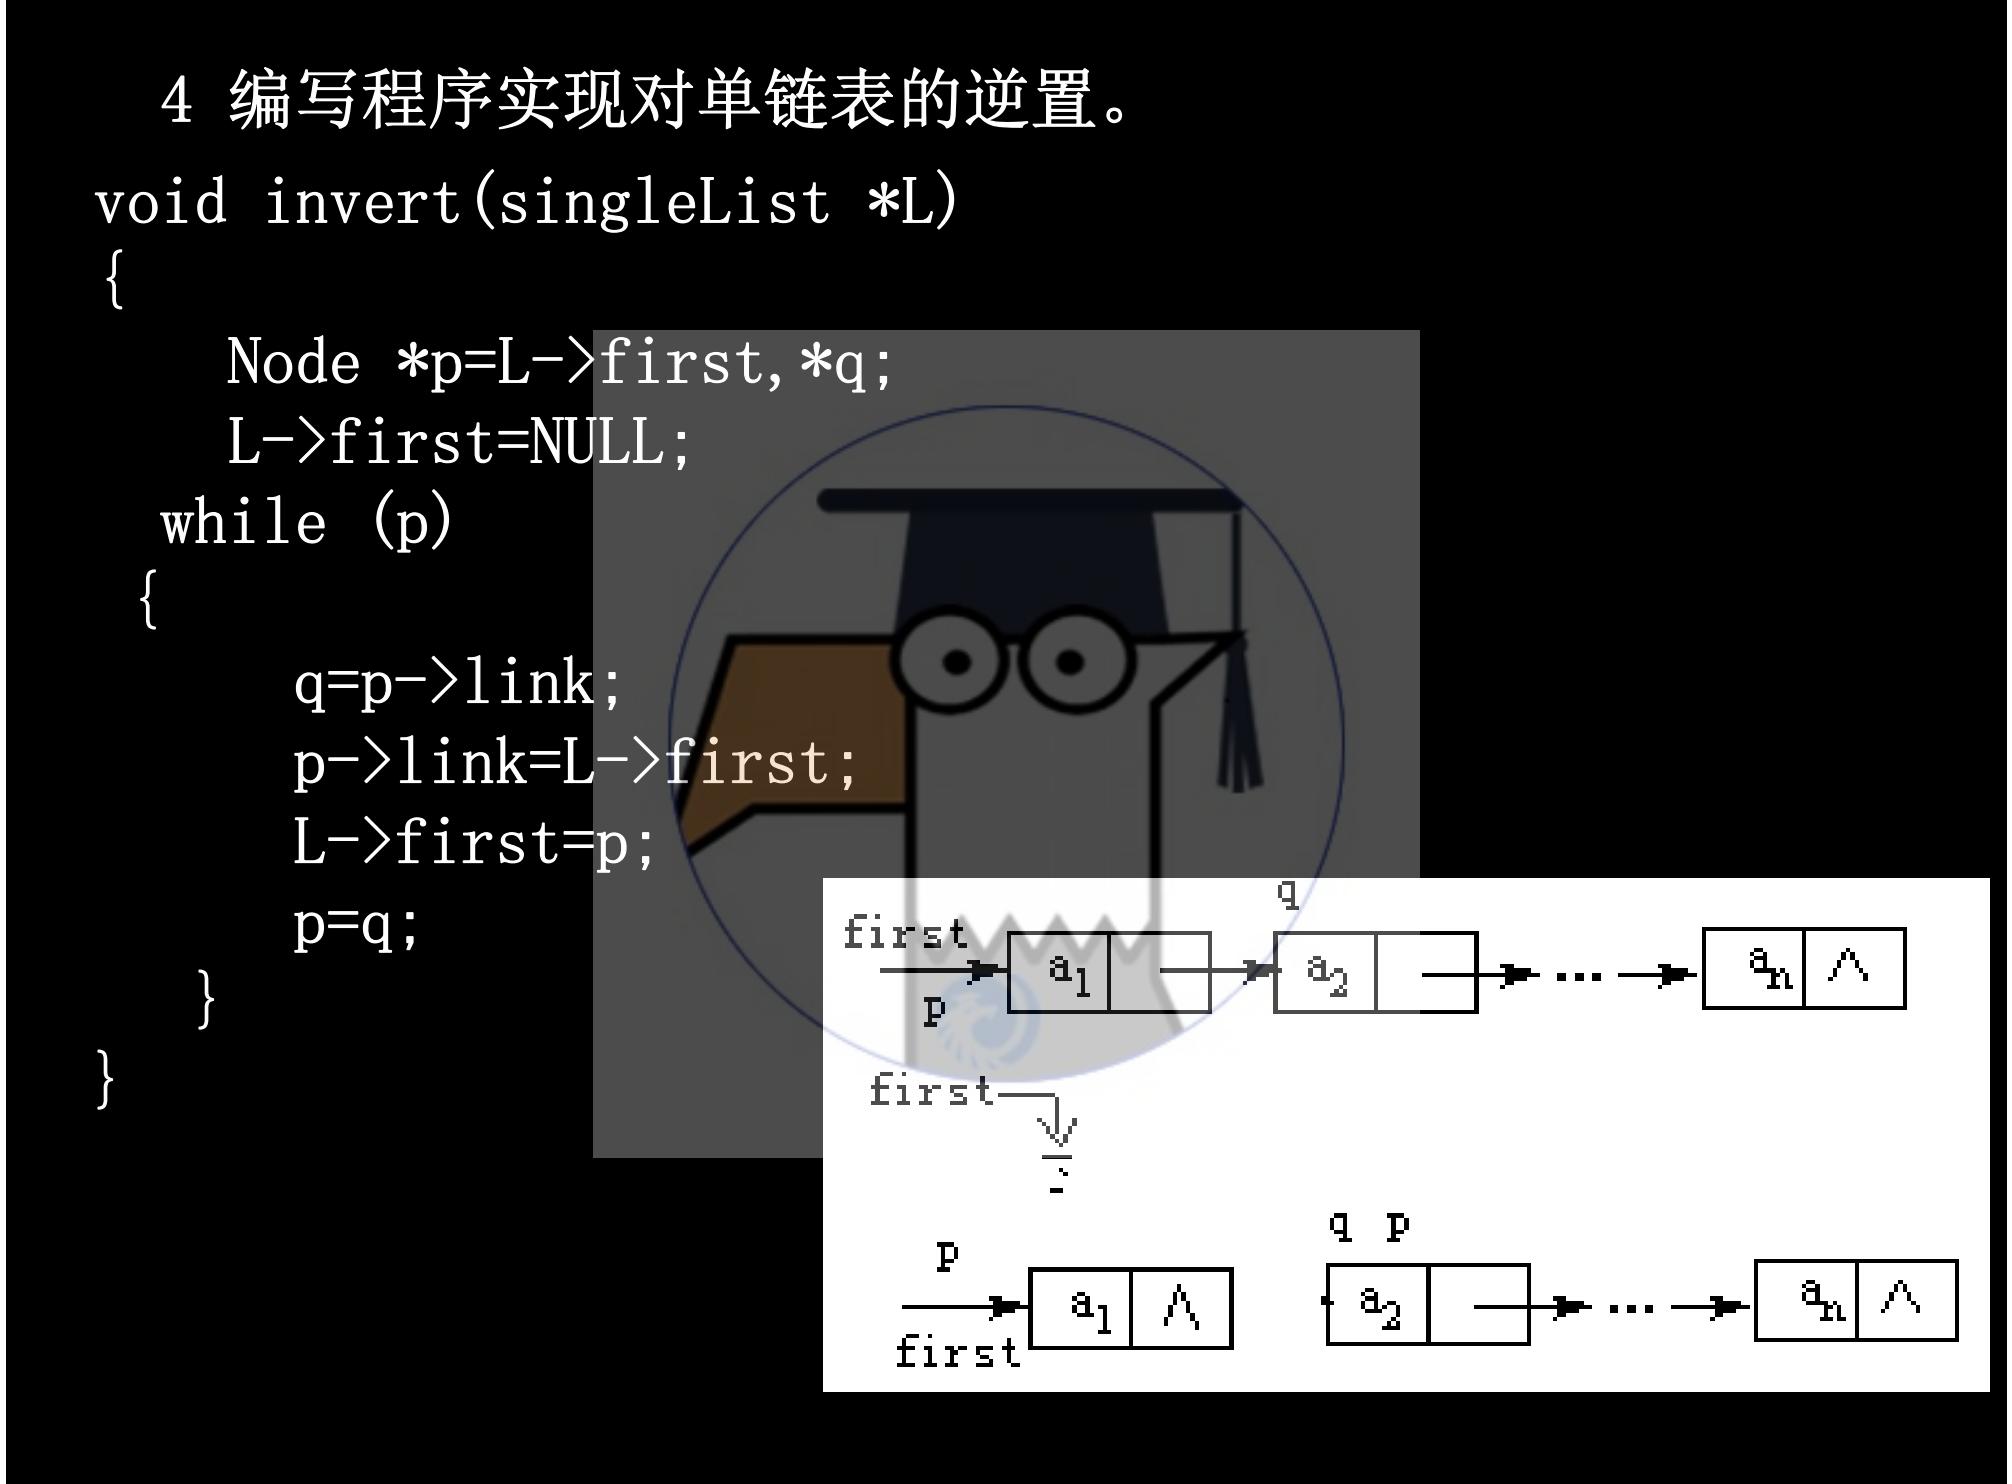 4 编写程序实现对单链表的逆置。
void invert(singleList *L)
{
Node *p=L->first,*q;
L->first=NULL;
while (p)
{
q=p->link;
p->link=L->first;
L->first=p;
p=q;
}
}
q
first
a1 a2 ... an ∧
p
first
q p
p
a1 ∧ a2 ... an ∧
first